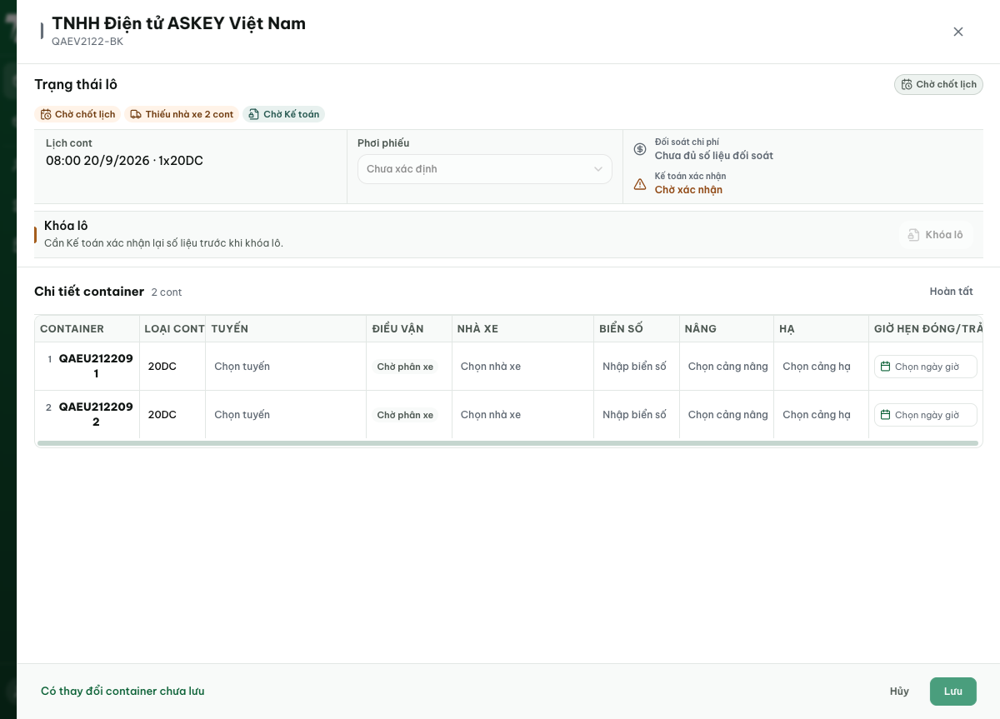 TNHH Điện tử ASKEY Việt Nam
QAEV2122-BK
Trạng thái lô
Chờ chốt lịch
Chờ chốt lịch
Thiếu nhà xe 2 cont
Chờ Kế toán
Lịch cont
08:00 20/9/2026 · 1x20DC
Phơi phiếu
Chưa xác định
Đối soát chi phí
Chưa đủ số liệu đối soát
Kế toán xác nhận
Chờ xác nhận
Khóa lô
Cần Kế toán xác nhận lại số liệu trước khi khóa lô.
Khóa lô
Chi tiết container 2 cont
Hoàn tất
CONTAINER LOẠI CONT TUYẾN ĐIỀU VẬN NHÀ XE BIỂN SỐ NÂNG HẠ GIỜ HẸN ĐÓNG/TRẢ
1 QAEU212209
1
20DC Chọn tuyến Chờ phân xe Chọn nhà xe Nhập biển số Chọn cảng nâng Chọn cảng hạ Chọn ngày giờ
2 QAEU212209
2
20DC Chọn tuyến Chờ phân xe Chọn nhà xe Nhập biển số Chọn cảng nâng Chọn cảng hạ Chọn ngày giờ
Có thay đổi container chưa lưu
Hủy
Lưu